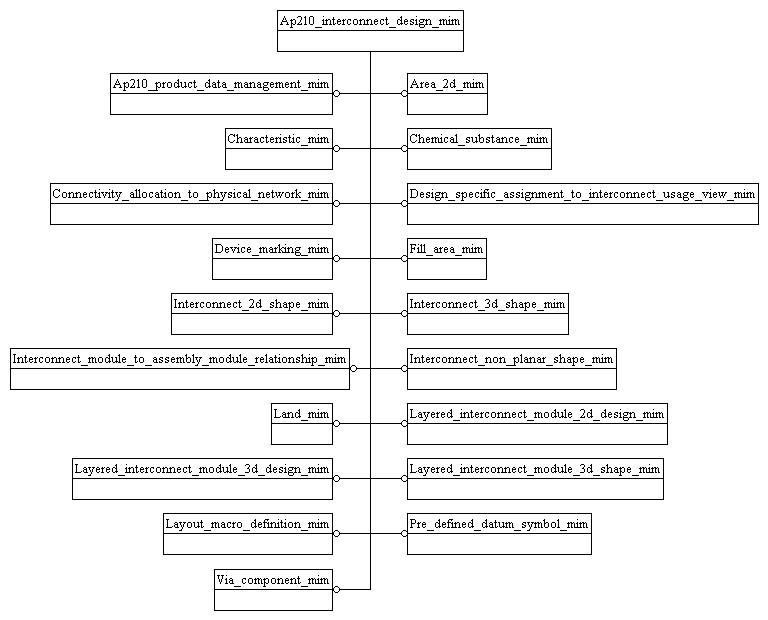 Ap210_interconnect_design_mim
Ap210_product_data_management_mim
Area_2d_mim
Characteristic_mim
Chemical_substance_mim
Connectivity_allocation_to_physical_network_mim
Design_specific_assignment_to_interconnect_usage_view_mim
Device_marking_mim
Fill_area_mim
Interconnect_2d_shape_mim
Interconnect_3d_shape_mim
Interconnect_module_to_assembly_module_relationship_mim
Interconnect_non_planar_shape_mim
Land_mim
Layered_interconnect_module_2d_design_mim
Layered_interconnect_module_3d_design_mim
Layered_interconnect_module_3d_shape_mim
Layout_macro_definition_mim
Pre_defined_datum_symbol_mim
Via_component_mim